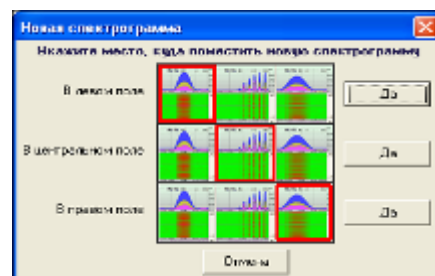 Новая спектрограмма
Укажите место, куда поместить новую спектрограмму
В левом поле
Да
В центральном поле
Да
В правом поле
Да
Отмена